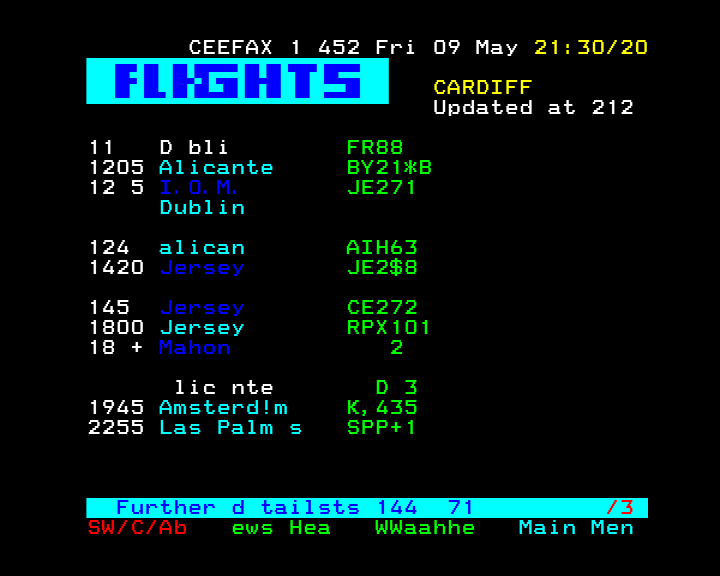 CEEFAX 1 452 Fri 09 May 21:30/20
FLIGHTS
CARDIFF
Updated at 212
11 D bli FR88
1205 Alicante BY21*B
12 5 I.O.M. JE271
Dublin
124 alican AIH63
1420 Jersey JE2$8
145 Jersey CE272
1800 Jersey RPX101
18 + Mahon 2
lic nte D 3
1945 Amsterd!m K,435
2255 Las Palm s SPP+1
Further d tailsts 144 71 /3
SW/C/Ab ews Hea WWaahhe Main Men